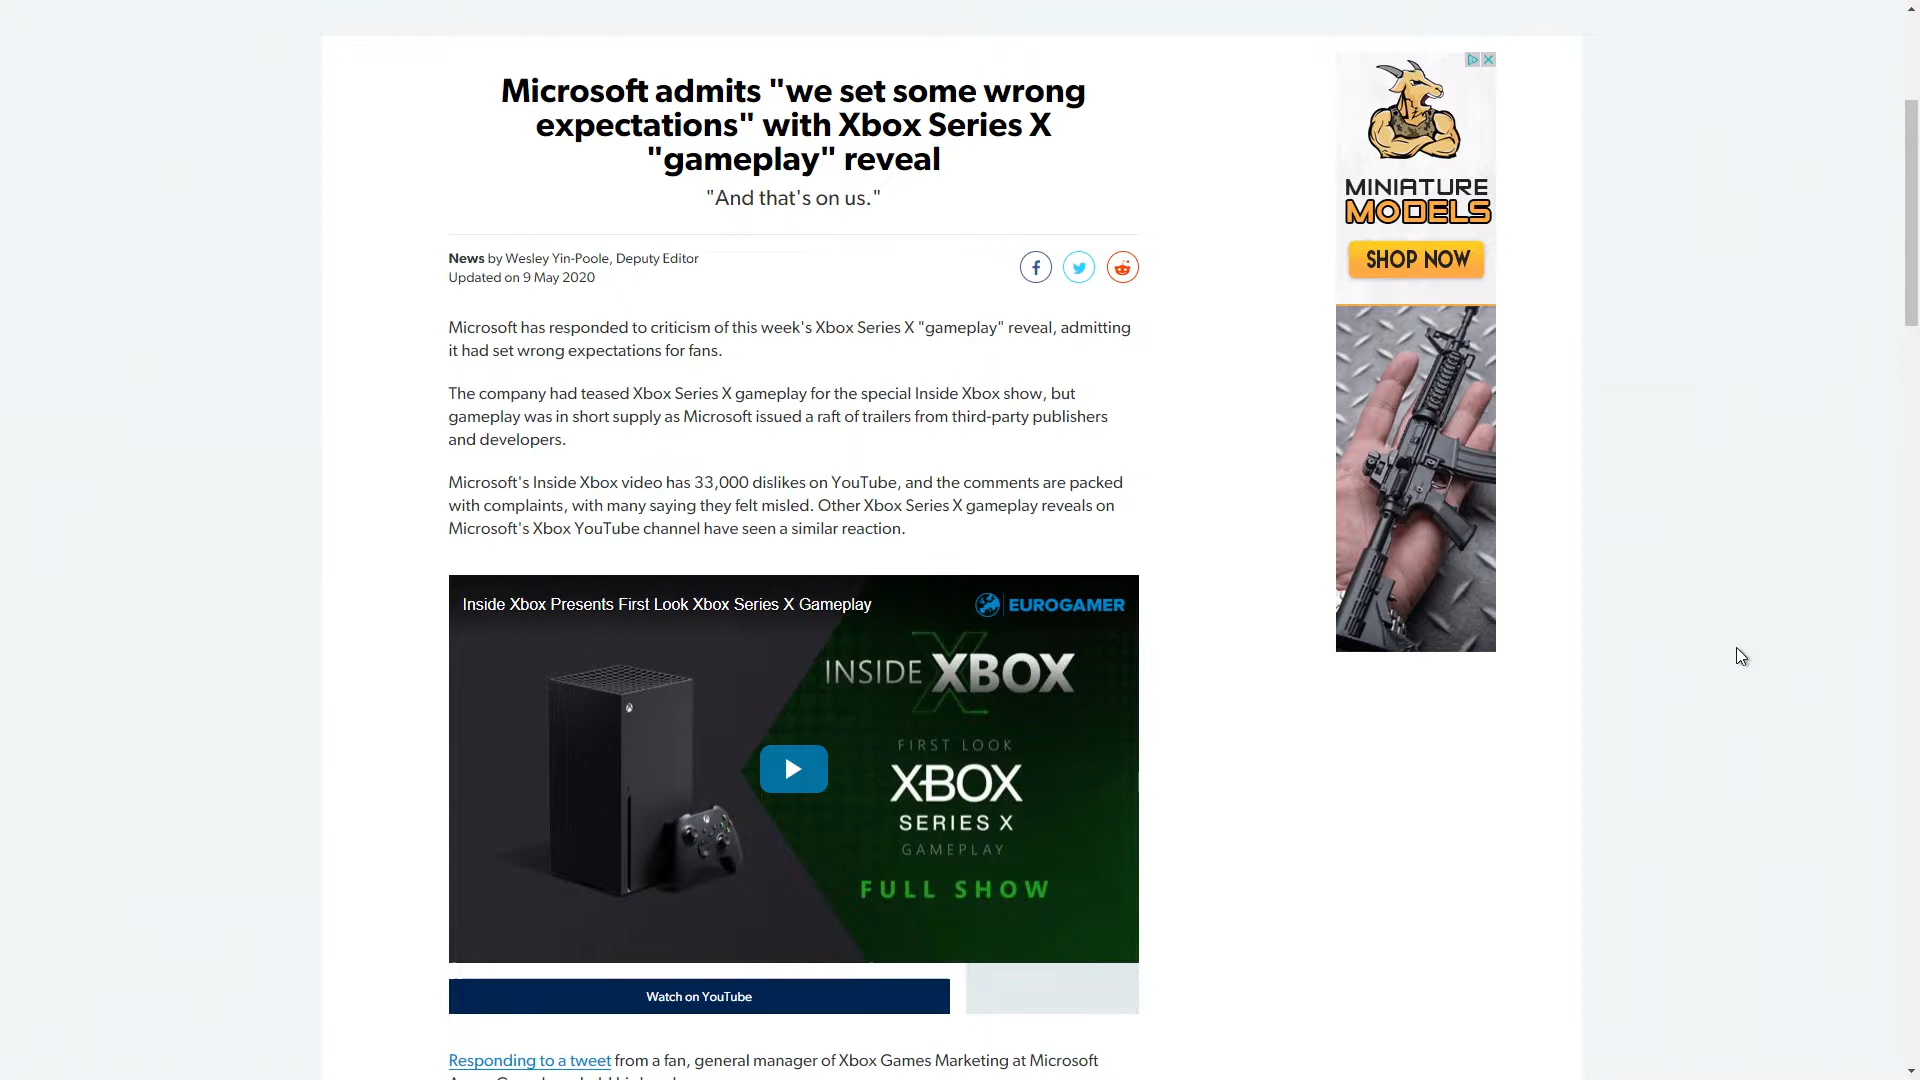 Microsoft admits "we set some wrong
expectations" with Xbox Series X
"gameplay" reveal
"And that's on us."
News by Wesley Yin-Poole, Deputy Editor
Updated on 9 May 2020
Microsoft has responded to criticism of this week's Xbox Series X "gameplay" reveal, admitting
it had set wrong expectations for fans.
The company had teased Xbox Series X gameplay for the special Inside Xbox show, but
gameplay was in short supply as Microsoft issued a raft of trailers from third-party publishers
and developers.
Microsoft's Inside Xbox video has 33,000 dislikes on YouTube, and the comments are packed
with complaints, with many saying they felt misled. Other Xbox Series X gameplay reveals on
Microsoft's Xbox YouTube channel have seen a similar reaction.
Inside Xbox Presents First Look Xbox Series X Gameplay
EUROGAMER
INSIDE XBOX
FIRST LOOK
XBOX
SERIES X
GAMEPLAY
FULL SHOW
Watch on YouTube
Responding to a tweet from a fan, general manager of Xbox Games Marketing at Microsoft
MINIATURE
MODELS
SHOP NOW